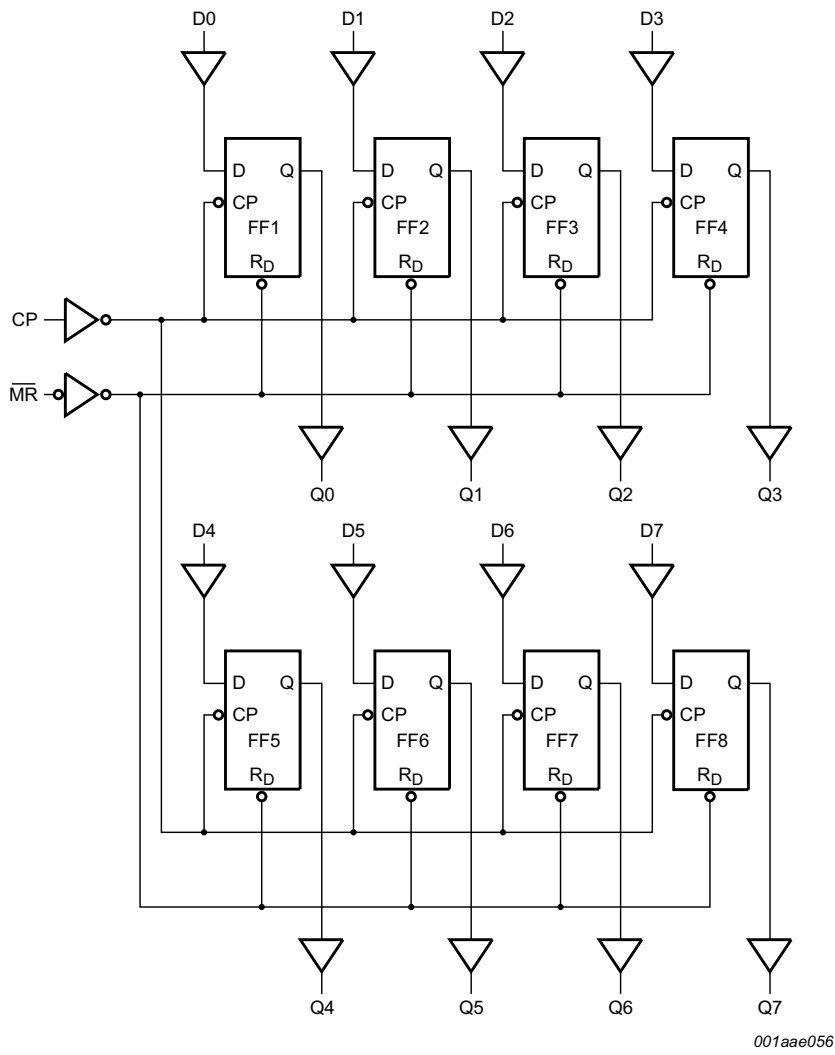 D0 D1 D2 D3
D Q D Q D Q D Q
CP CP CP CP
FF1 FF2 FF3 FF4
RD RD RD RD
CP
M̅R̅
Q0 Q1 Q2 Q3
D4 D5 D6 D7
D Q D Q D Q D Q
CP CP CP CP
FF5 FF6 FF7 FF8
RD RD RD RD
Q4 Q5 Q6 Q7
001aae056